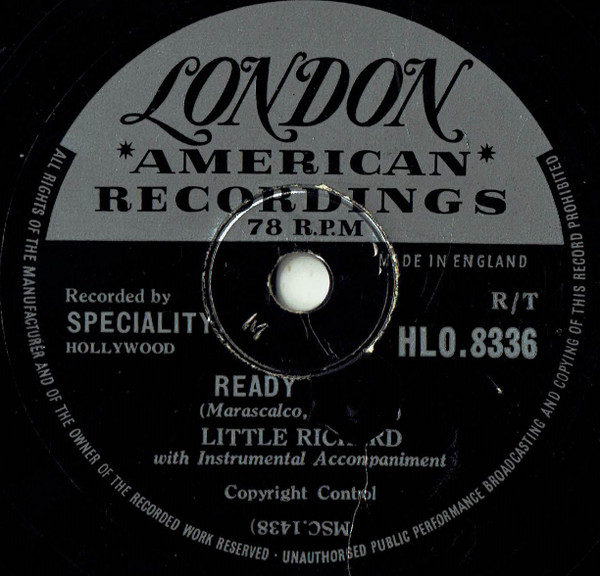 LONDON
*AMERICAN*
RECORDINGS
78 R.P.M
MADE IN ENGLAND
Recorded by
SPECIALITY
HOLLYWOOD
R/T
HLO.8336
M
READY
(Marascalco,
LITTLE RICHARD
with Instrumental Accompaniment
Copyright Control
(MSC.1438)
ALL RIGHTS OF THE MANUFACTURER AND OF THE OWNER OF THE RECORDED WORK RESERVED · UNAUTHORSED PUBLIC PERFORMANCE BROADCASTING AND COPYING OF THIS RECORD PROHIBITED